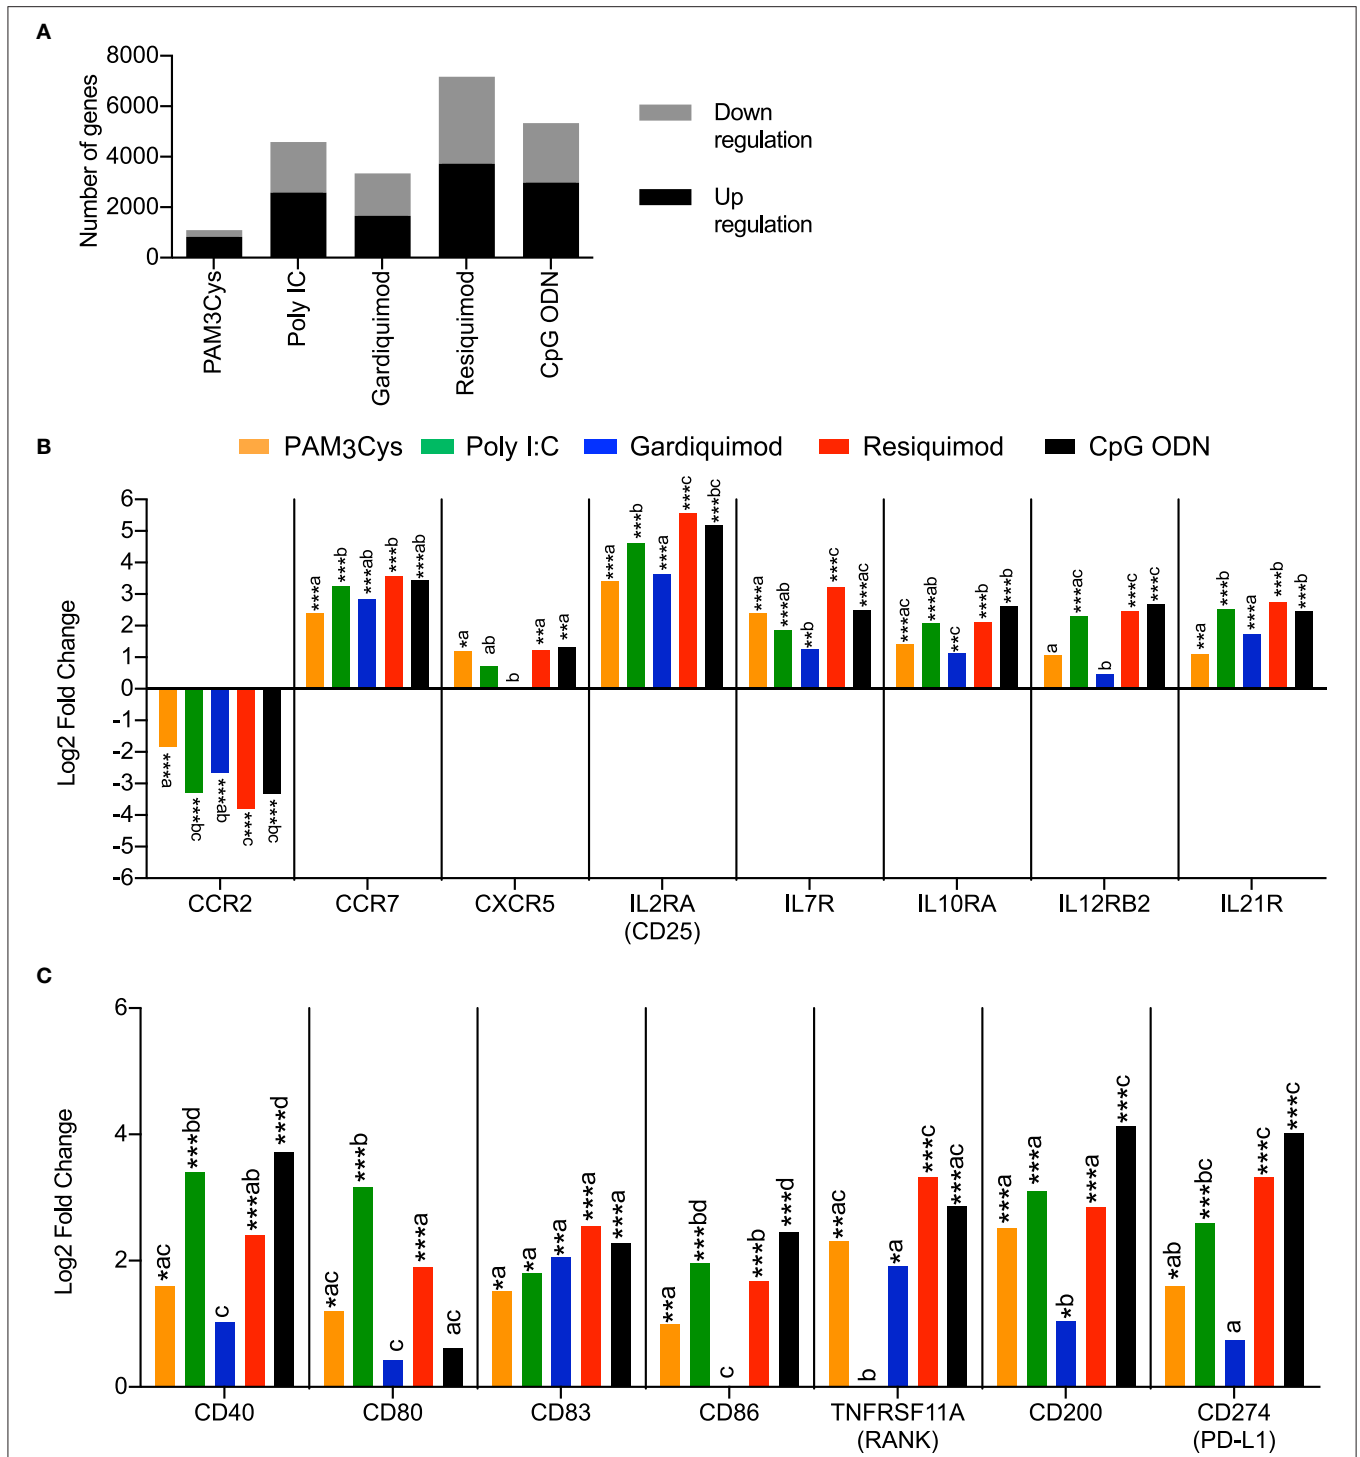 A
8000
6000
4000
2000
0
Number of genes
Down
regulation
Up
regulation
PAM3Cys
Poly IC
Gardiquimod
Resiquimod
CpG ODN
B
PAM3Cys Poly I:C Gardiquimod Resiquimod CpG ODN
6
5
4
3
2
1
0
-1
-2
-3
-4
-5
-6
Log2 Fold Change
***a ***bc ***ab ***c ***bc
***a ***b ***ab ***b ***ab
*a ab b **a **a
***a ***b ***a ***c ***bc
***a ***ab **b ***c ***ac
***ac ***ab **c ***b ***b
a ***ac b ***c ***c
**a ***b ***a ***b ***b
CCR2 CCR7 CXCR5 IL2RA IL7R IL10RA IL12RB2 IL21R
(CD25)
C
6
4
2
0
Log2 Fold Change
*ac ***bd c ***ab ***d
*ac ***b c ***a ac
*a *a **a ***a ***a
**a ***bd c ***b ***d
**ac b *a ***c ***ac
***a ***a *b ***a ***c
*ab ***bc a ***c ***c
CD40 CD80 CD83 CD86 TNFRSF11A CD200 CD274
(RANK) (PD-L1)